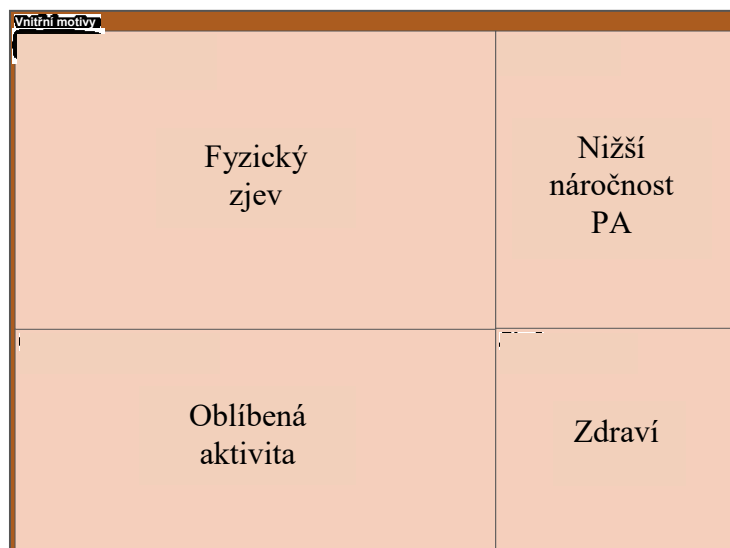 Vnitřní motivy
Fyzický
zjev
Nižší
náročnost
PA
Oblíbená
aktivita
Zdraví